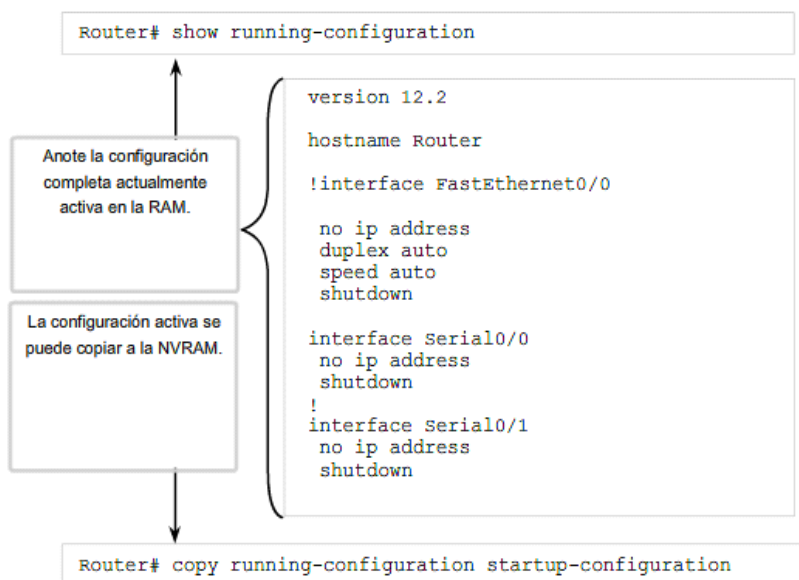 Router# show running-configuration
Anote la configuración
completa actualmente
activa en la RAM.
La configuración activa se
puede copiar a la NVRAM.
version 12.2
hostname Router
!interface FastEthernet0/0
no ip address
duplex auto
speed auto
shutdown
interface Serial0/0
no ip address
shutdown
!
interface Serial0/1
no ip address
shutdown
Router# copy running-configuration startup-configuration